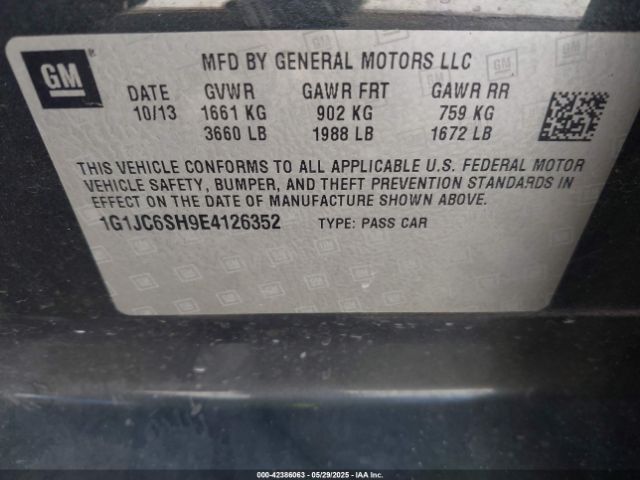 GM
MFD BY GENERAL MOTORS LLC
DATE GVWR GAWR FRT GAWR RR
10/13 1661 KG 902 KG 759 KG
3660 LB 1988 LB 1672 LB
THIS VEHICLE CONFORMS TO ALL APPLICABLE U.S. FEDERAL MOTOR
VEHICLE SAFETY, BUMPER, AND THEFT PREVENTION STANDARDS IN
EFFECT ON THE DATE OF MANUFACTURE SHOWN ABOVE.
1G1JC6SH9E4126352 TYPE: PASS CAR
000-42386063 - 05/29/2025 - IAAI.com